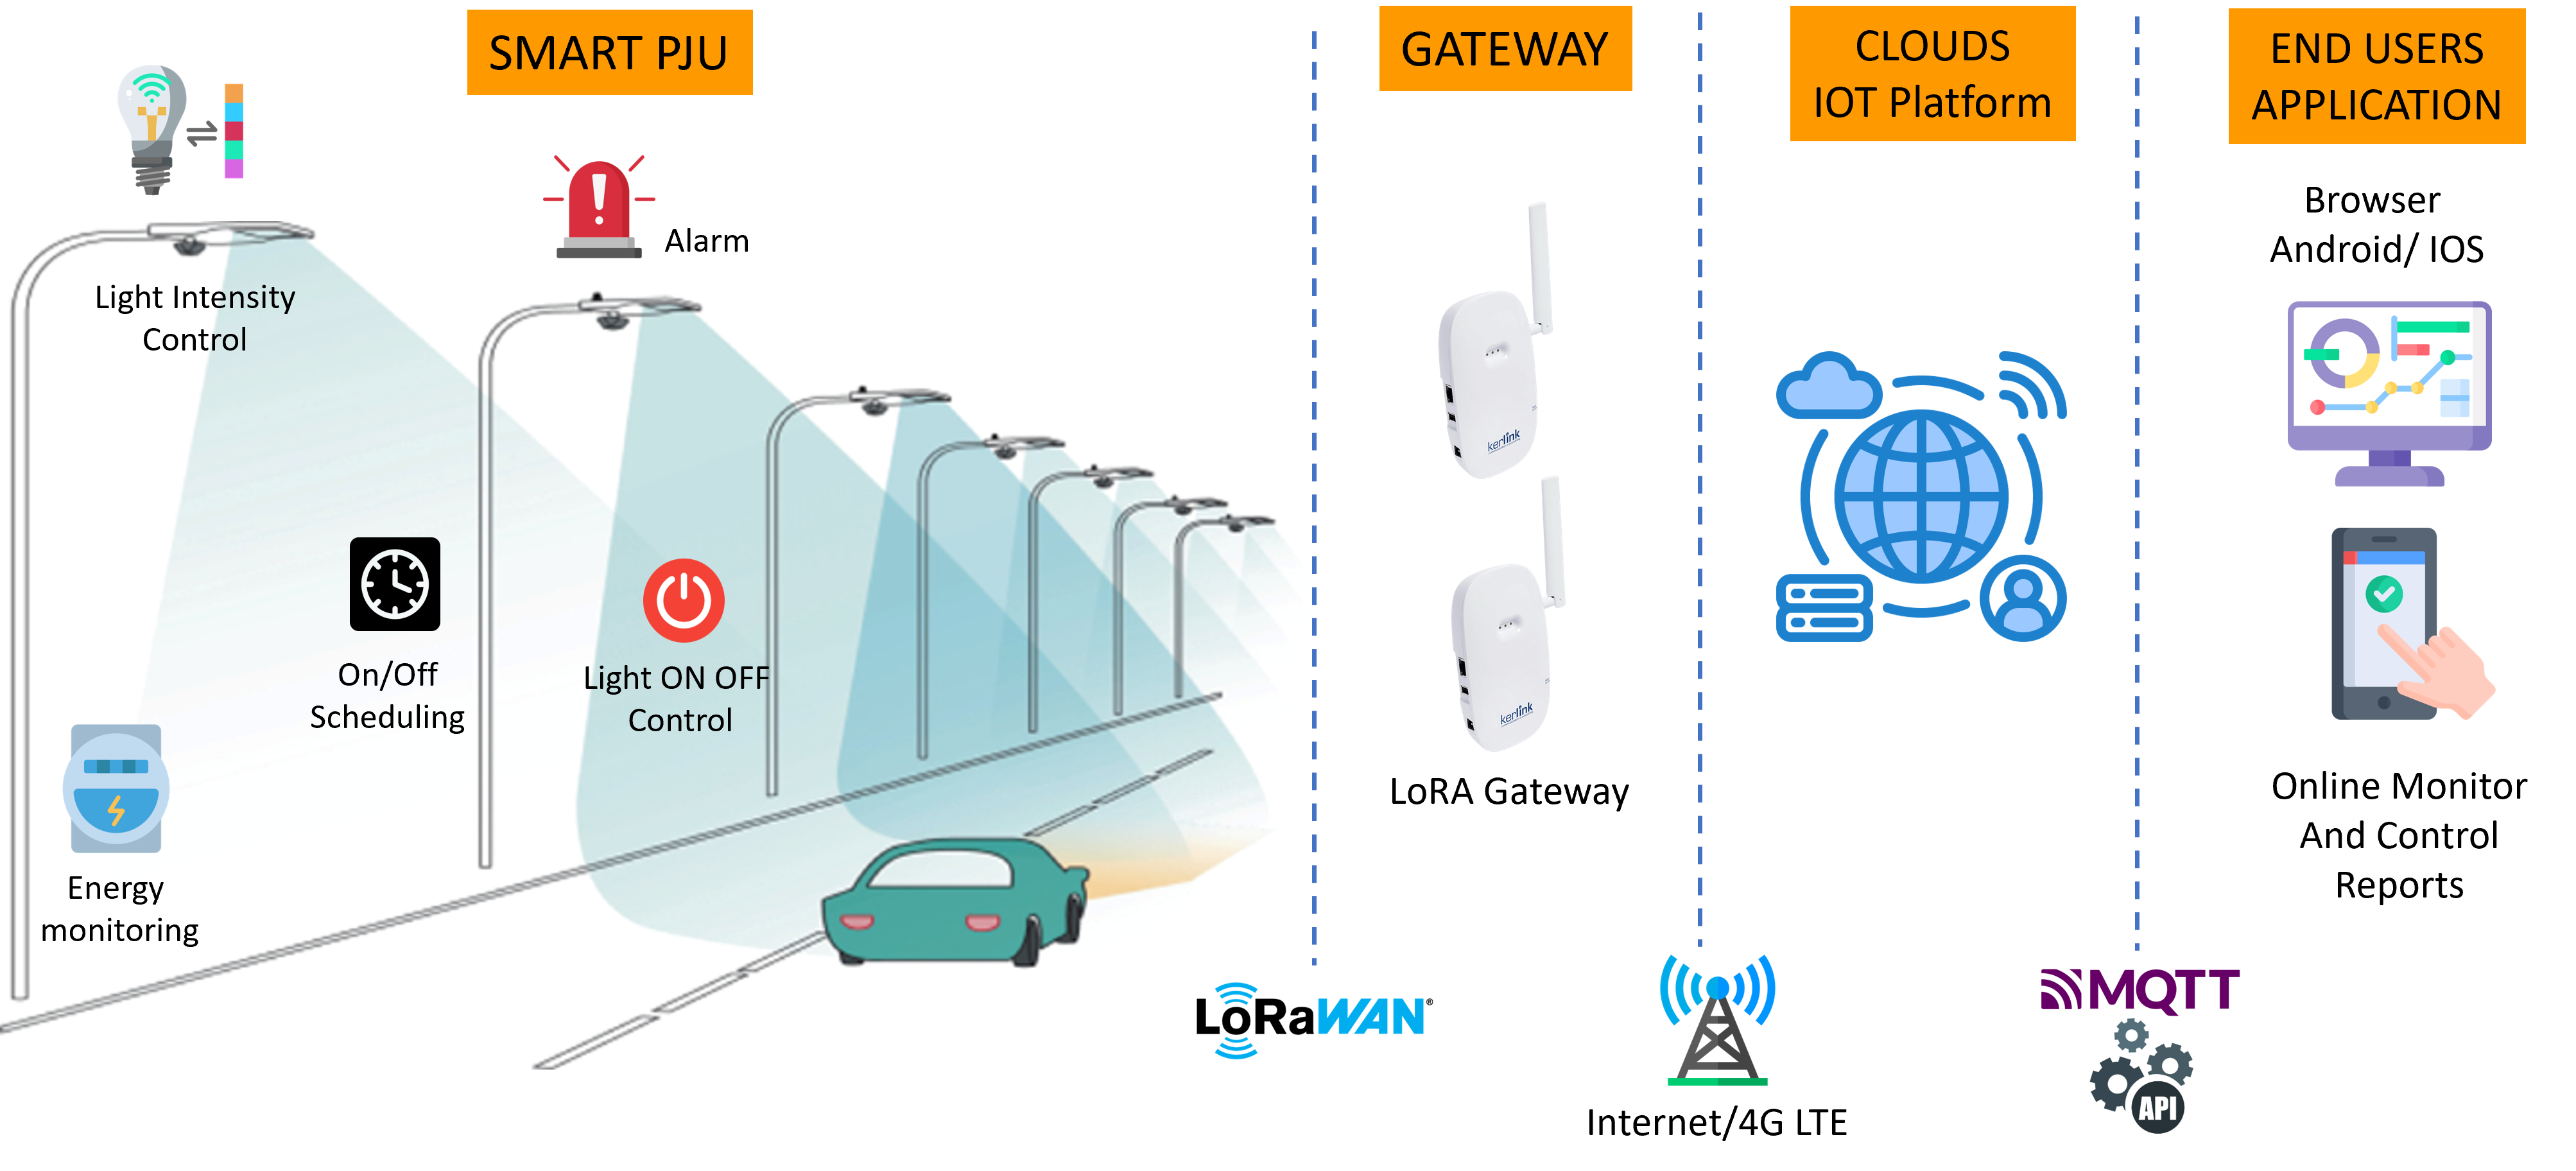 SMART PJU
Light Intensity
Control
Alarm
On/Off
Scheduling
Light ON OFF
Control
Energy
monitoring
GATEWAY
kerlink
kerlink
LoRA Gateway
CLOUDS
IOT Platform
END USERS
APPLICATION
Browser
Android/ IOS
Online Monitor
And Control
Reports
LoRaWAN®
Internet/4G LTE
MQTT
API